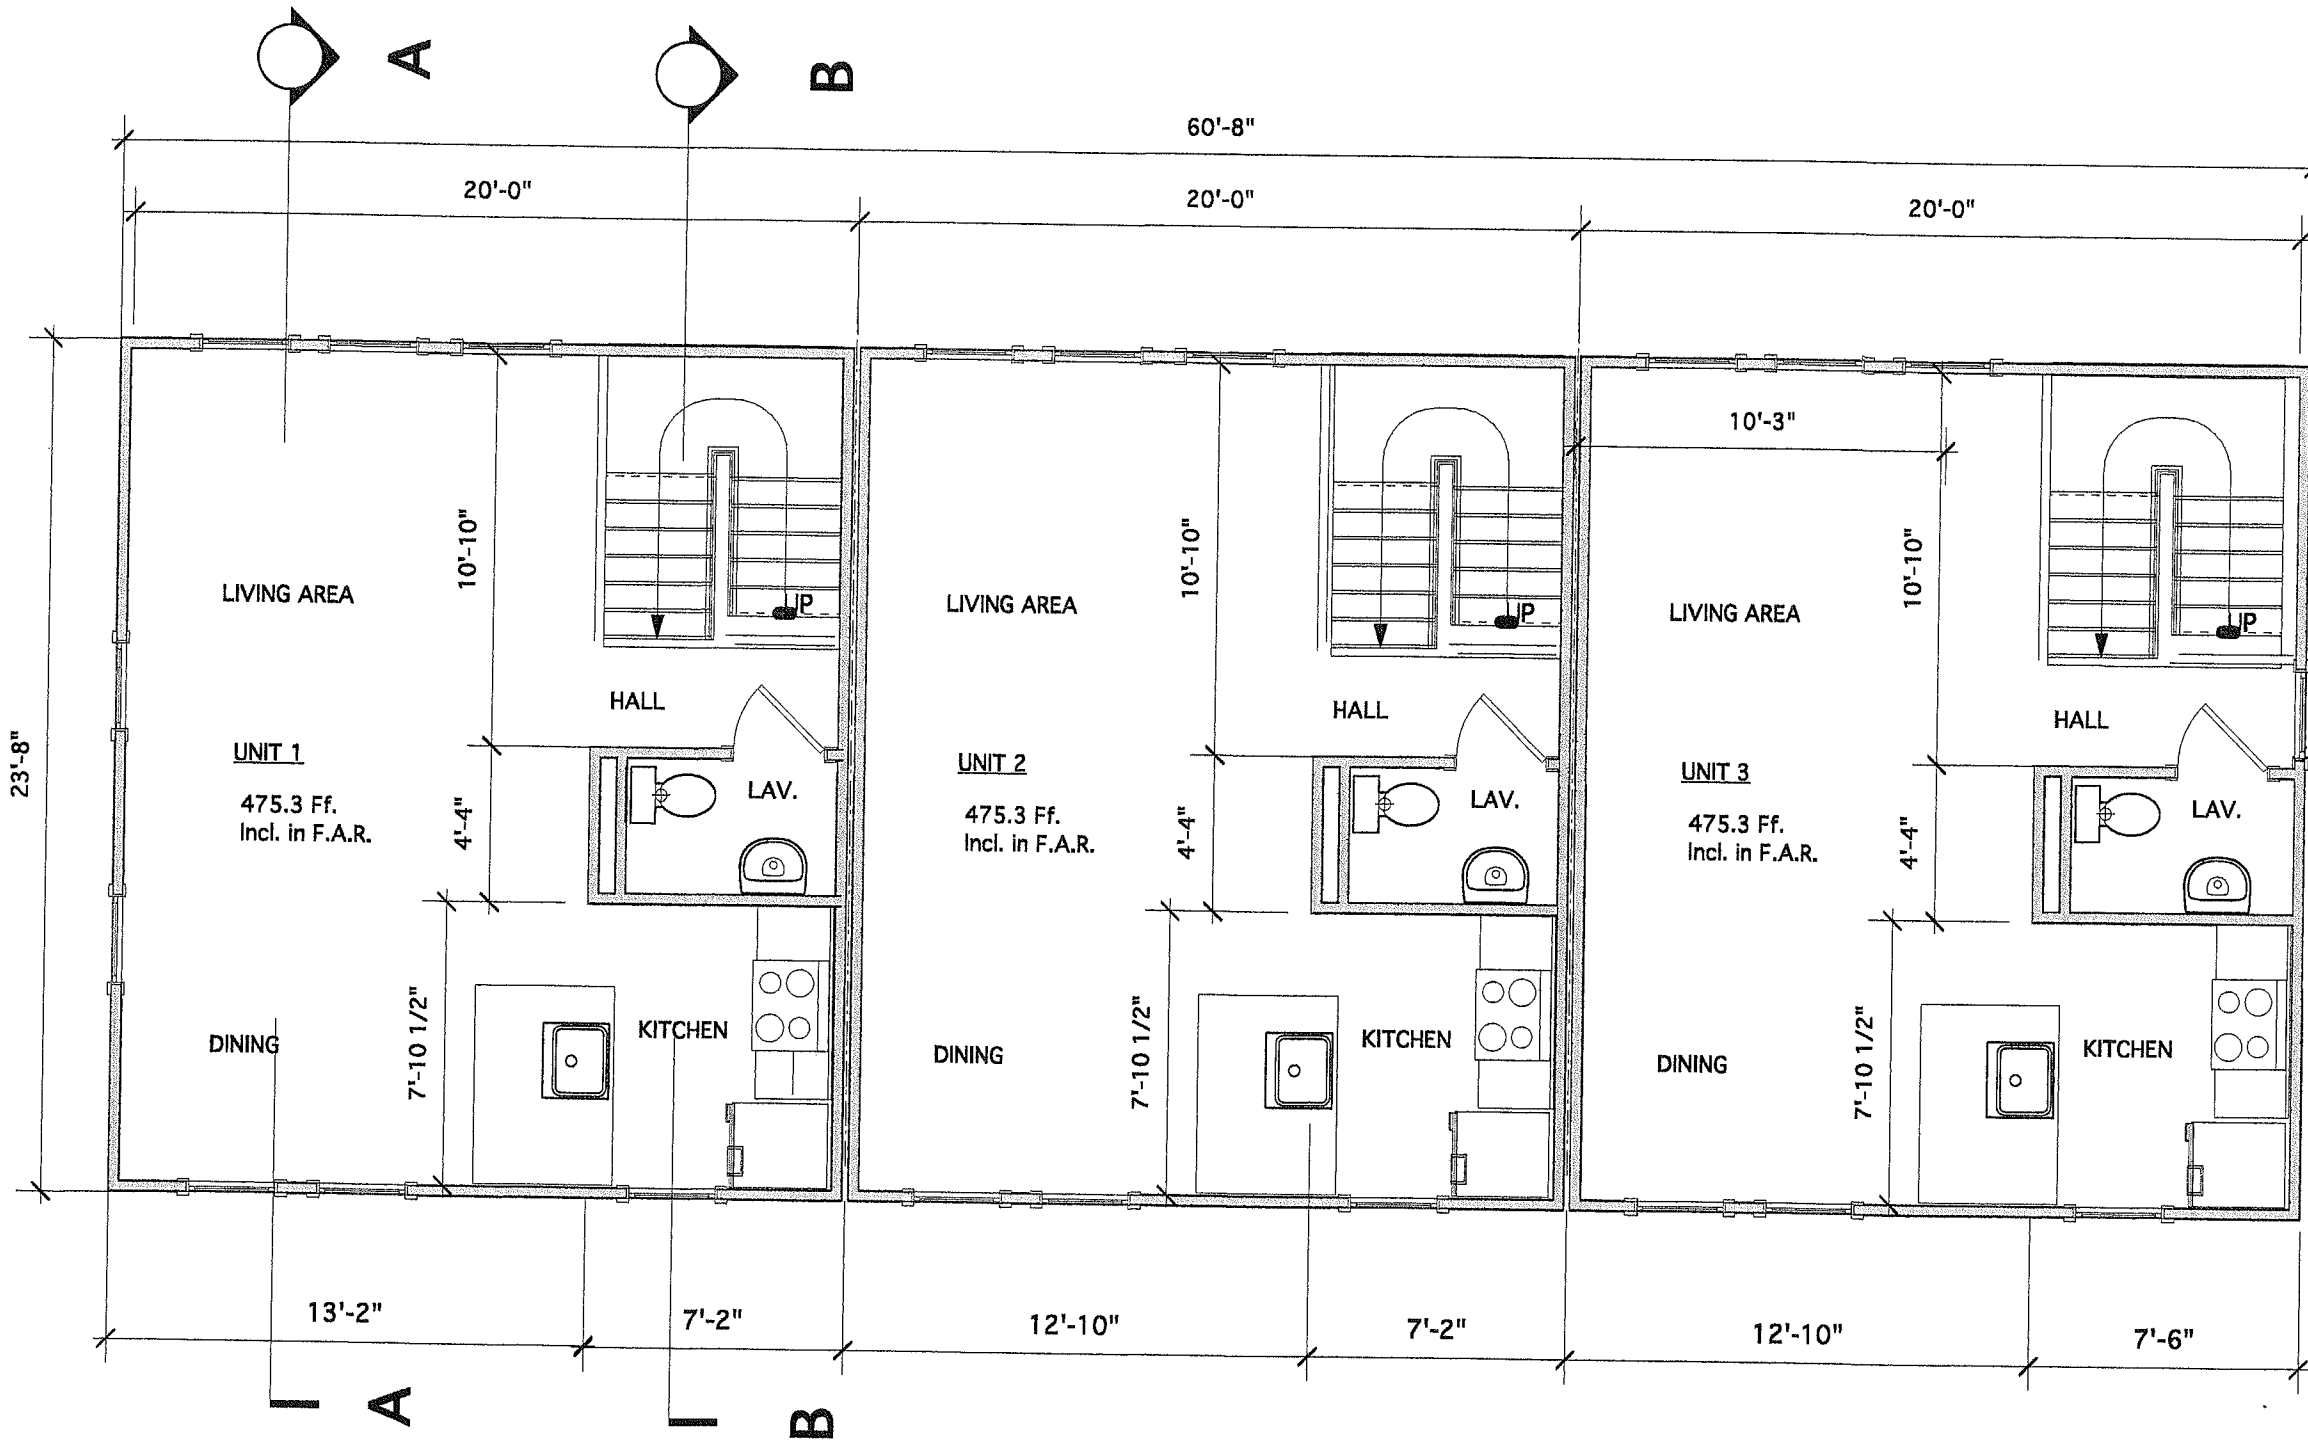 A
B
60'-8"
20'-0"
20'-0"
20'-0"
10'-3"
10'-10"
10'-10"
10'-10"
LIVING AREA
UP
LIVING AREA
UP
LIVING AREA
UP
HALL
HALL
HALL
23'-8"
UNIT 1
475.3 Ff.
Incl. in F.A.R.
4'-4"
LAV.
UNIT 2
475.3 Ff.
Incl. in F.A.R.
4'-4"
LAV.
UNIT 3
475.3 Ff.
Incl. in F.A.R.
4'-4"
LAV.
DINING
7'-10 1/2"
KITCHEN
DINING
7'-10 1/2"
KITCHEN
DINING
7'-10 1/2"
KITCHEN
13'-2"
7'-2"
12'-10"
7'-2"
12'-10"
7'-6"
A
B